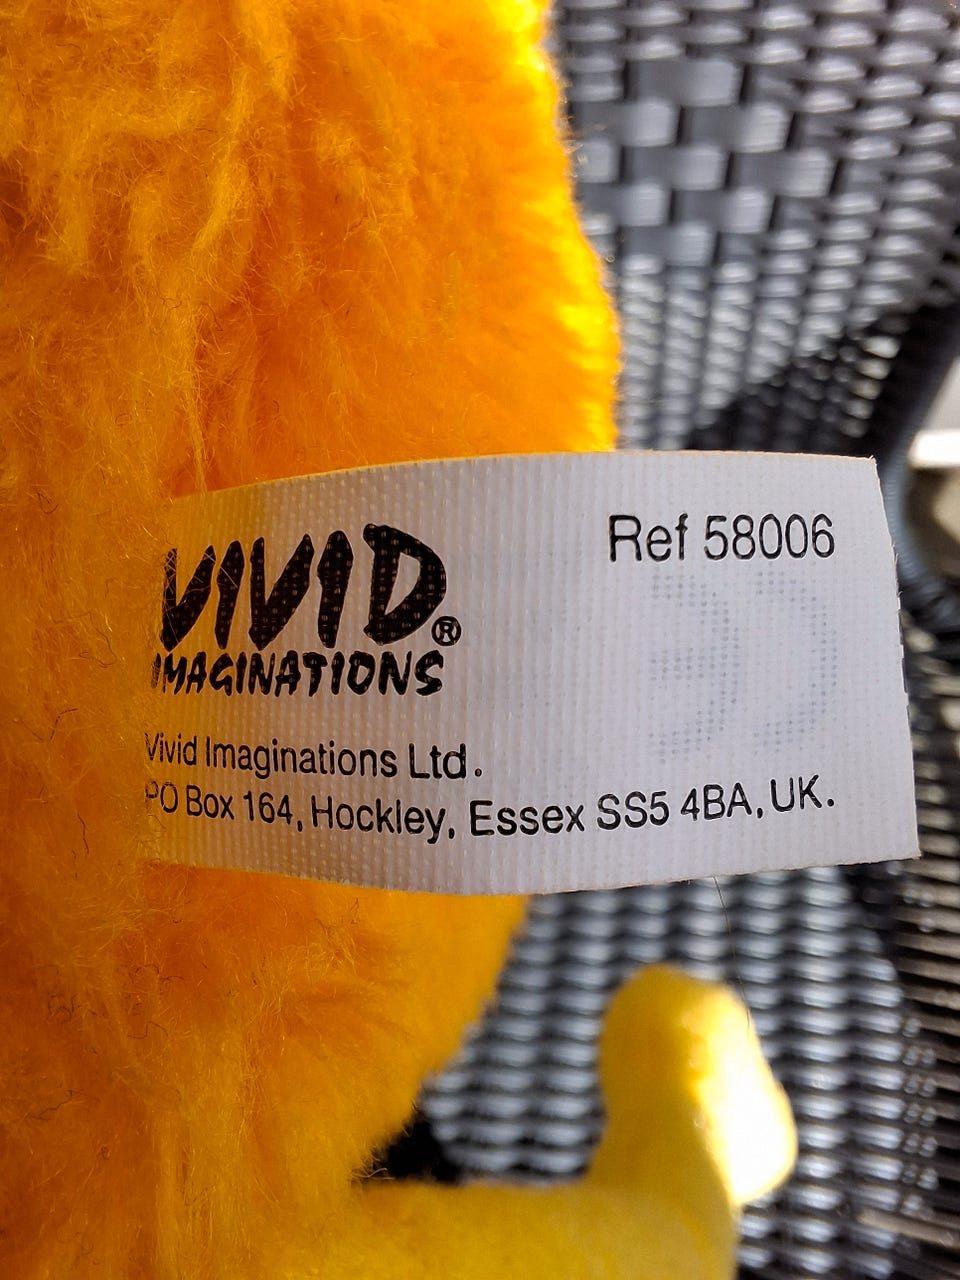 Ref 58006
VIVID®
IMAGINATIONS
Vivid Imaginations Ltd.
PO Box 164, Hockley, Essex SS5 4BA, UK.